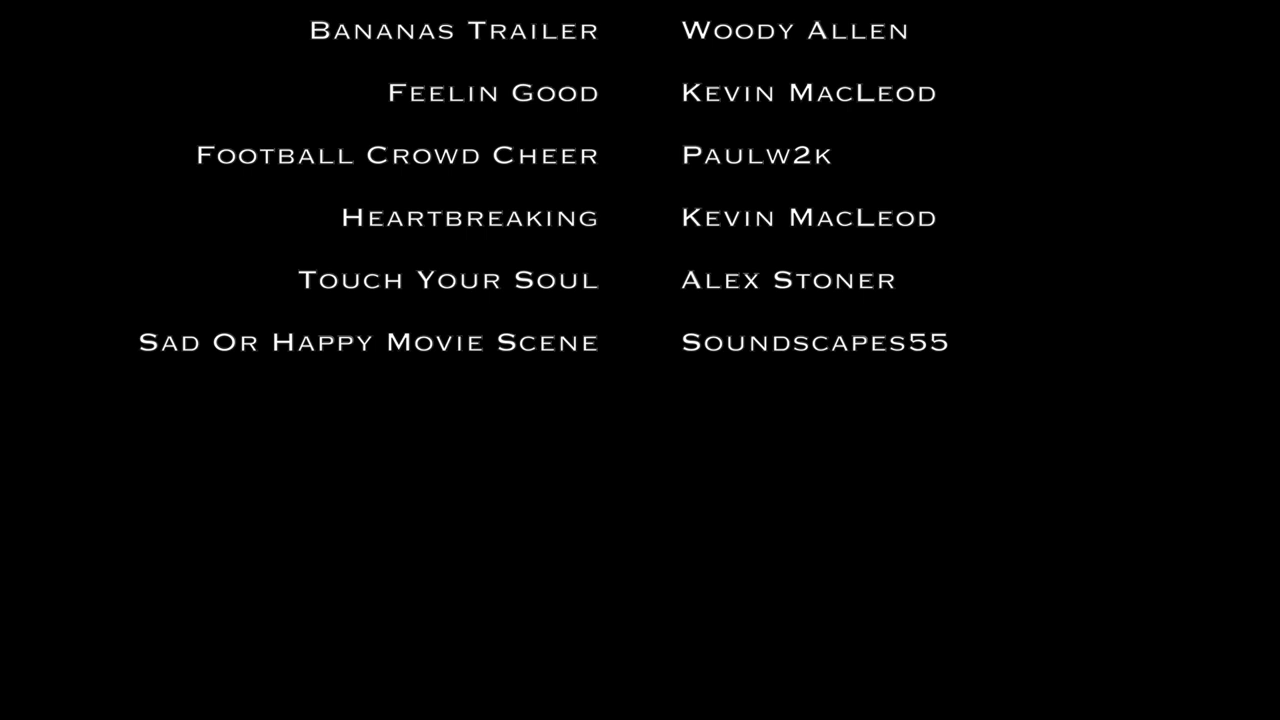 Bananas Trailer Woody Allen
Feelin Good Kevin MacLeod
Football Crowd Cheer Paulw2k
Heartbreaking Kevin MacLeod
Touch Your Soul Alex Stoner
Sad Or Happy Movie Scene Soundscapes55